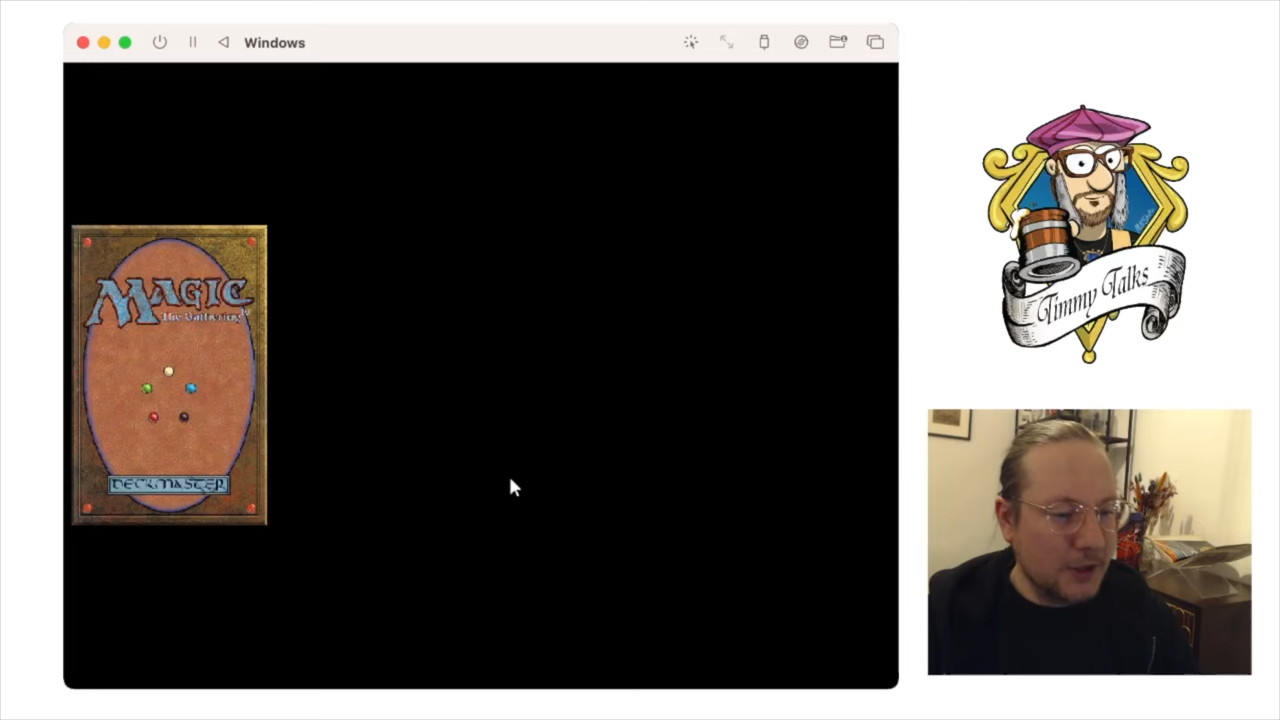 Windows
MAGIC
The Gathering
DECKMASTER
Timmy Talks